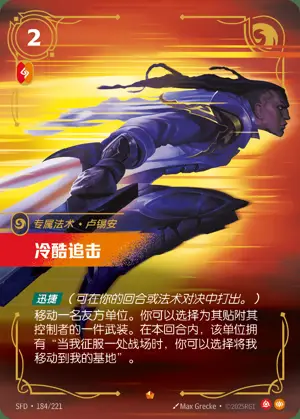 2
专属法术・卢锡安
冷酷追击
迅捷 (可在你的回合或法术对决中打出。)
移动一名友方单位。你可以选择为其贴附其
控制者的一件武装。在本回合内，该单位拥
有“当我征服一处战场时，你可以选择将我
移动到我的基地”。
SFD・184/221
Max Grecke・©2025 RG